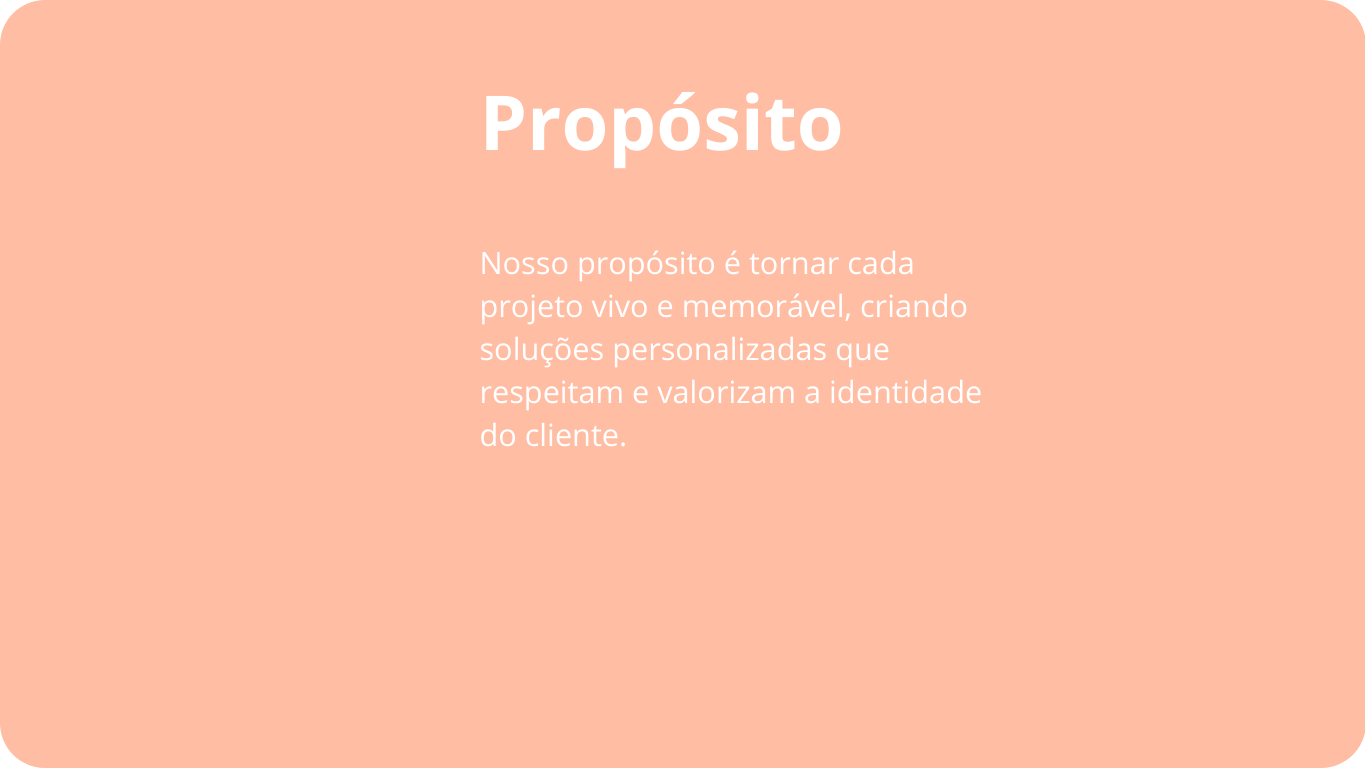 Propósito
Nosso propósito é tornar cada
projeto vivo e memorável, criando
soluções personalizadas que
respeitam e valorizam a identidade
do cliente.